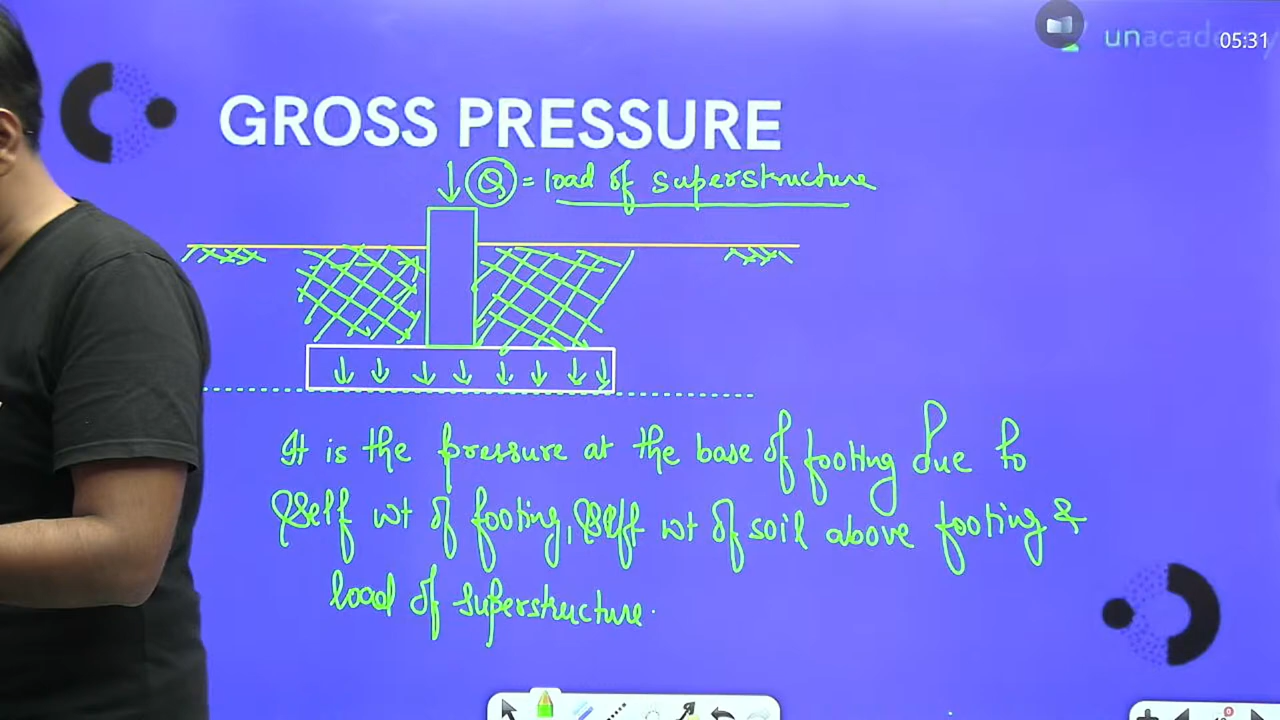 unacademy
05:31
GROSS PRESSURE
Q = load of superstructure
It is the pressure at the base of footing due to
self wt of footing, self wt of soil above footing &
load of superstructure.